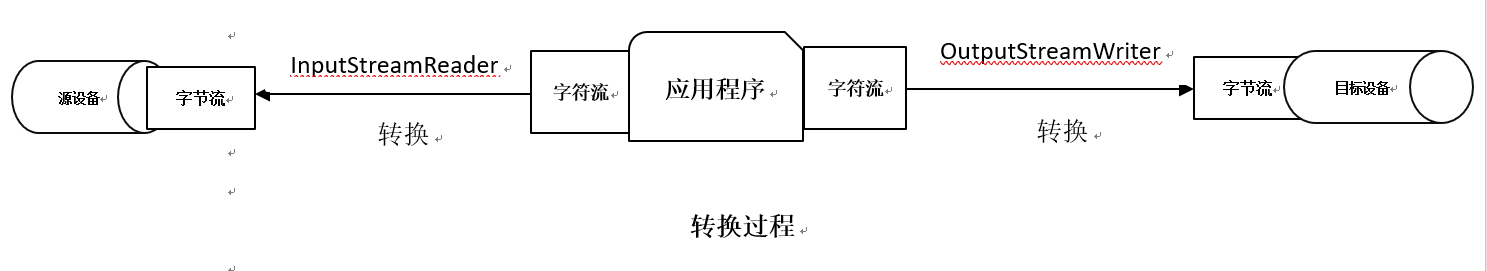 InputStreamReader
OutputStreamWriter
源设备
字节流
字符流
应用程序
字符流
字节流
目标设备
转换
转换
转换过程